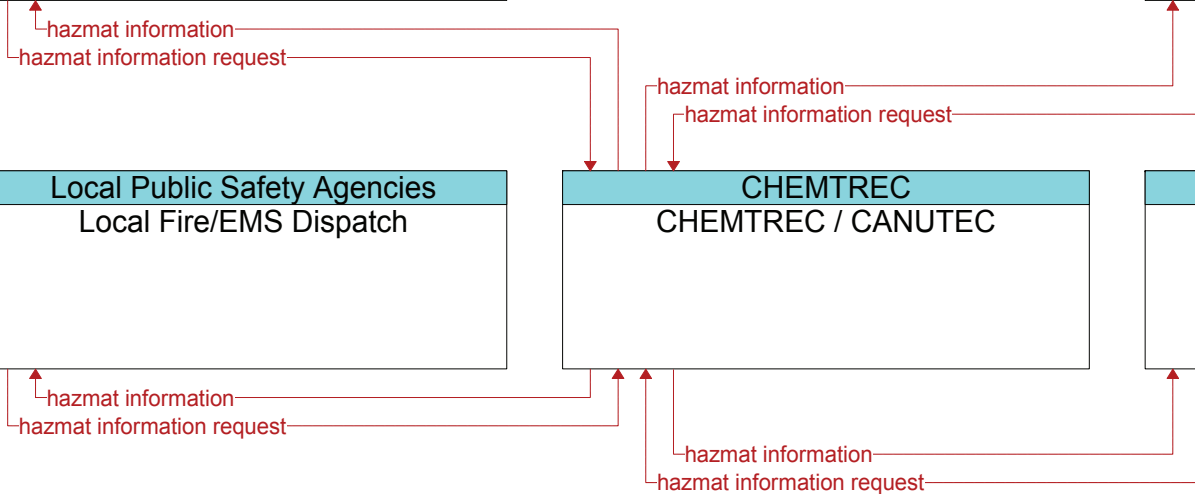 hazmat information
hazmat information request
hazmat information
hazmat information request
Local Public Safety Agencies
Local Fire/EMS Dispatch
CHEMTREC
CHEMTREC / CANUTEC
hazmat information
hazmat information request
hazmat information
hazmat information request